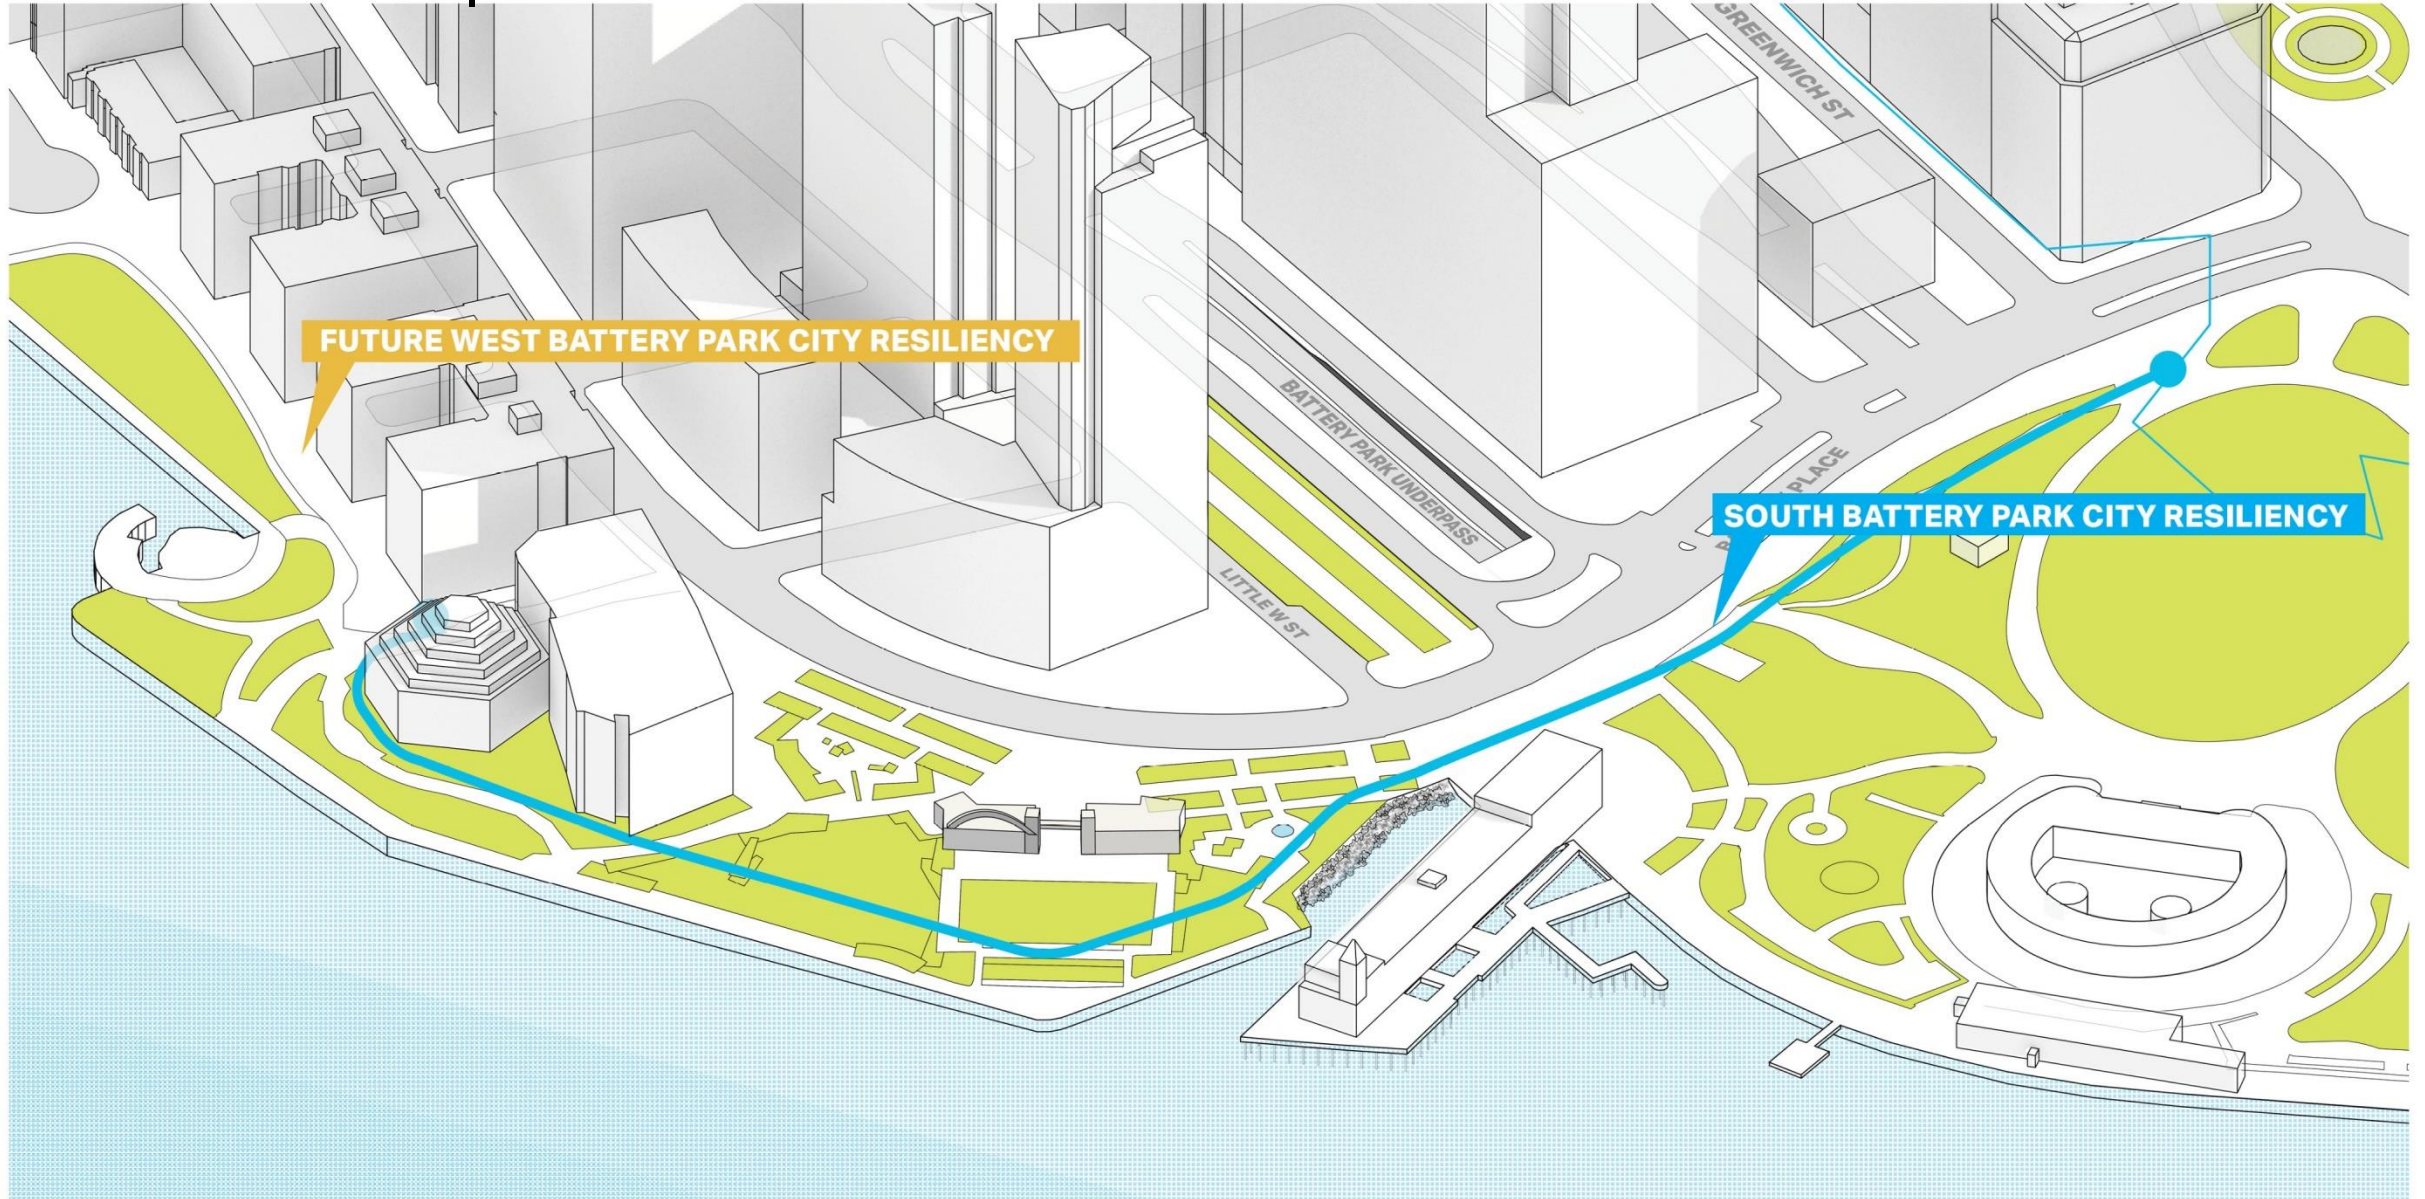 GREENWICH ST
FUTURE WEST BATTERY PARK CITY RESILIENCY
BATTERY PARK UNDERPASS
PLACE
SOUTH BATTERY PARK CITY RESILIENCY
LITTLE W ST